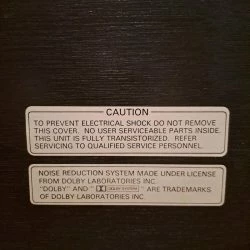 CAUTION
TO PREVENT ELECTRICAL SHOCK DO NOT REMOVE
THIS COVER. NO USER SERVICEABLE PARTS INSIDE.
THIS UNIT IS FULLY TRANSISTORIZED. REFER
SERVICING TO QUALIFIED SERVICE PERSONNEL.
NOISE REDUCTION SYSTEM MADE UNDER LICENSE
FROM DOLBY LABORATORIES INC.
"DOLBY" AND " DOLBY SYSTEM " ARE TRADEMARKS
OF DOLBY LABORATORIES INC